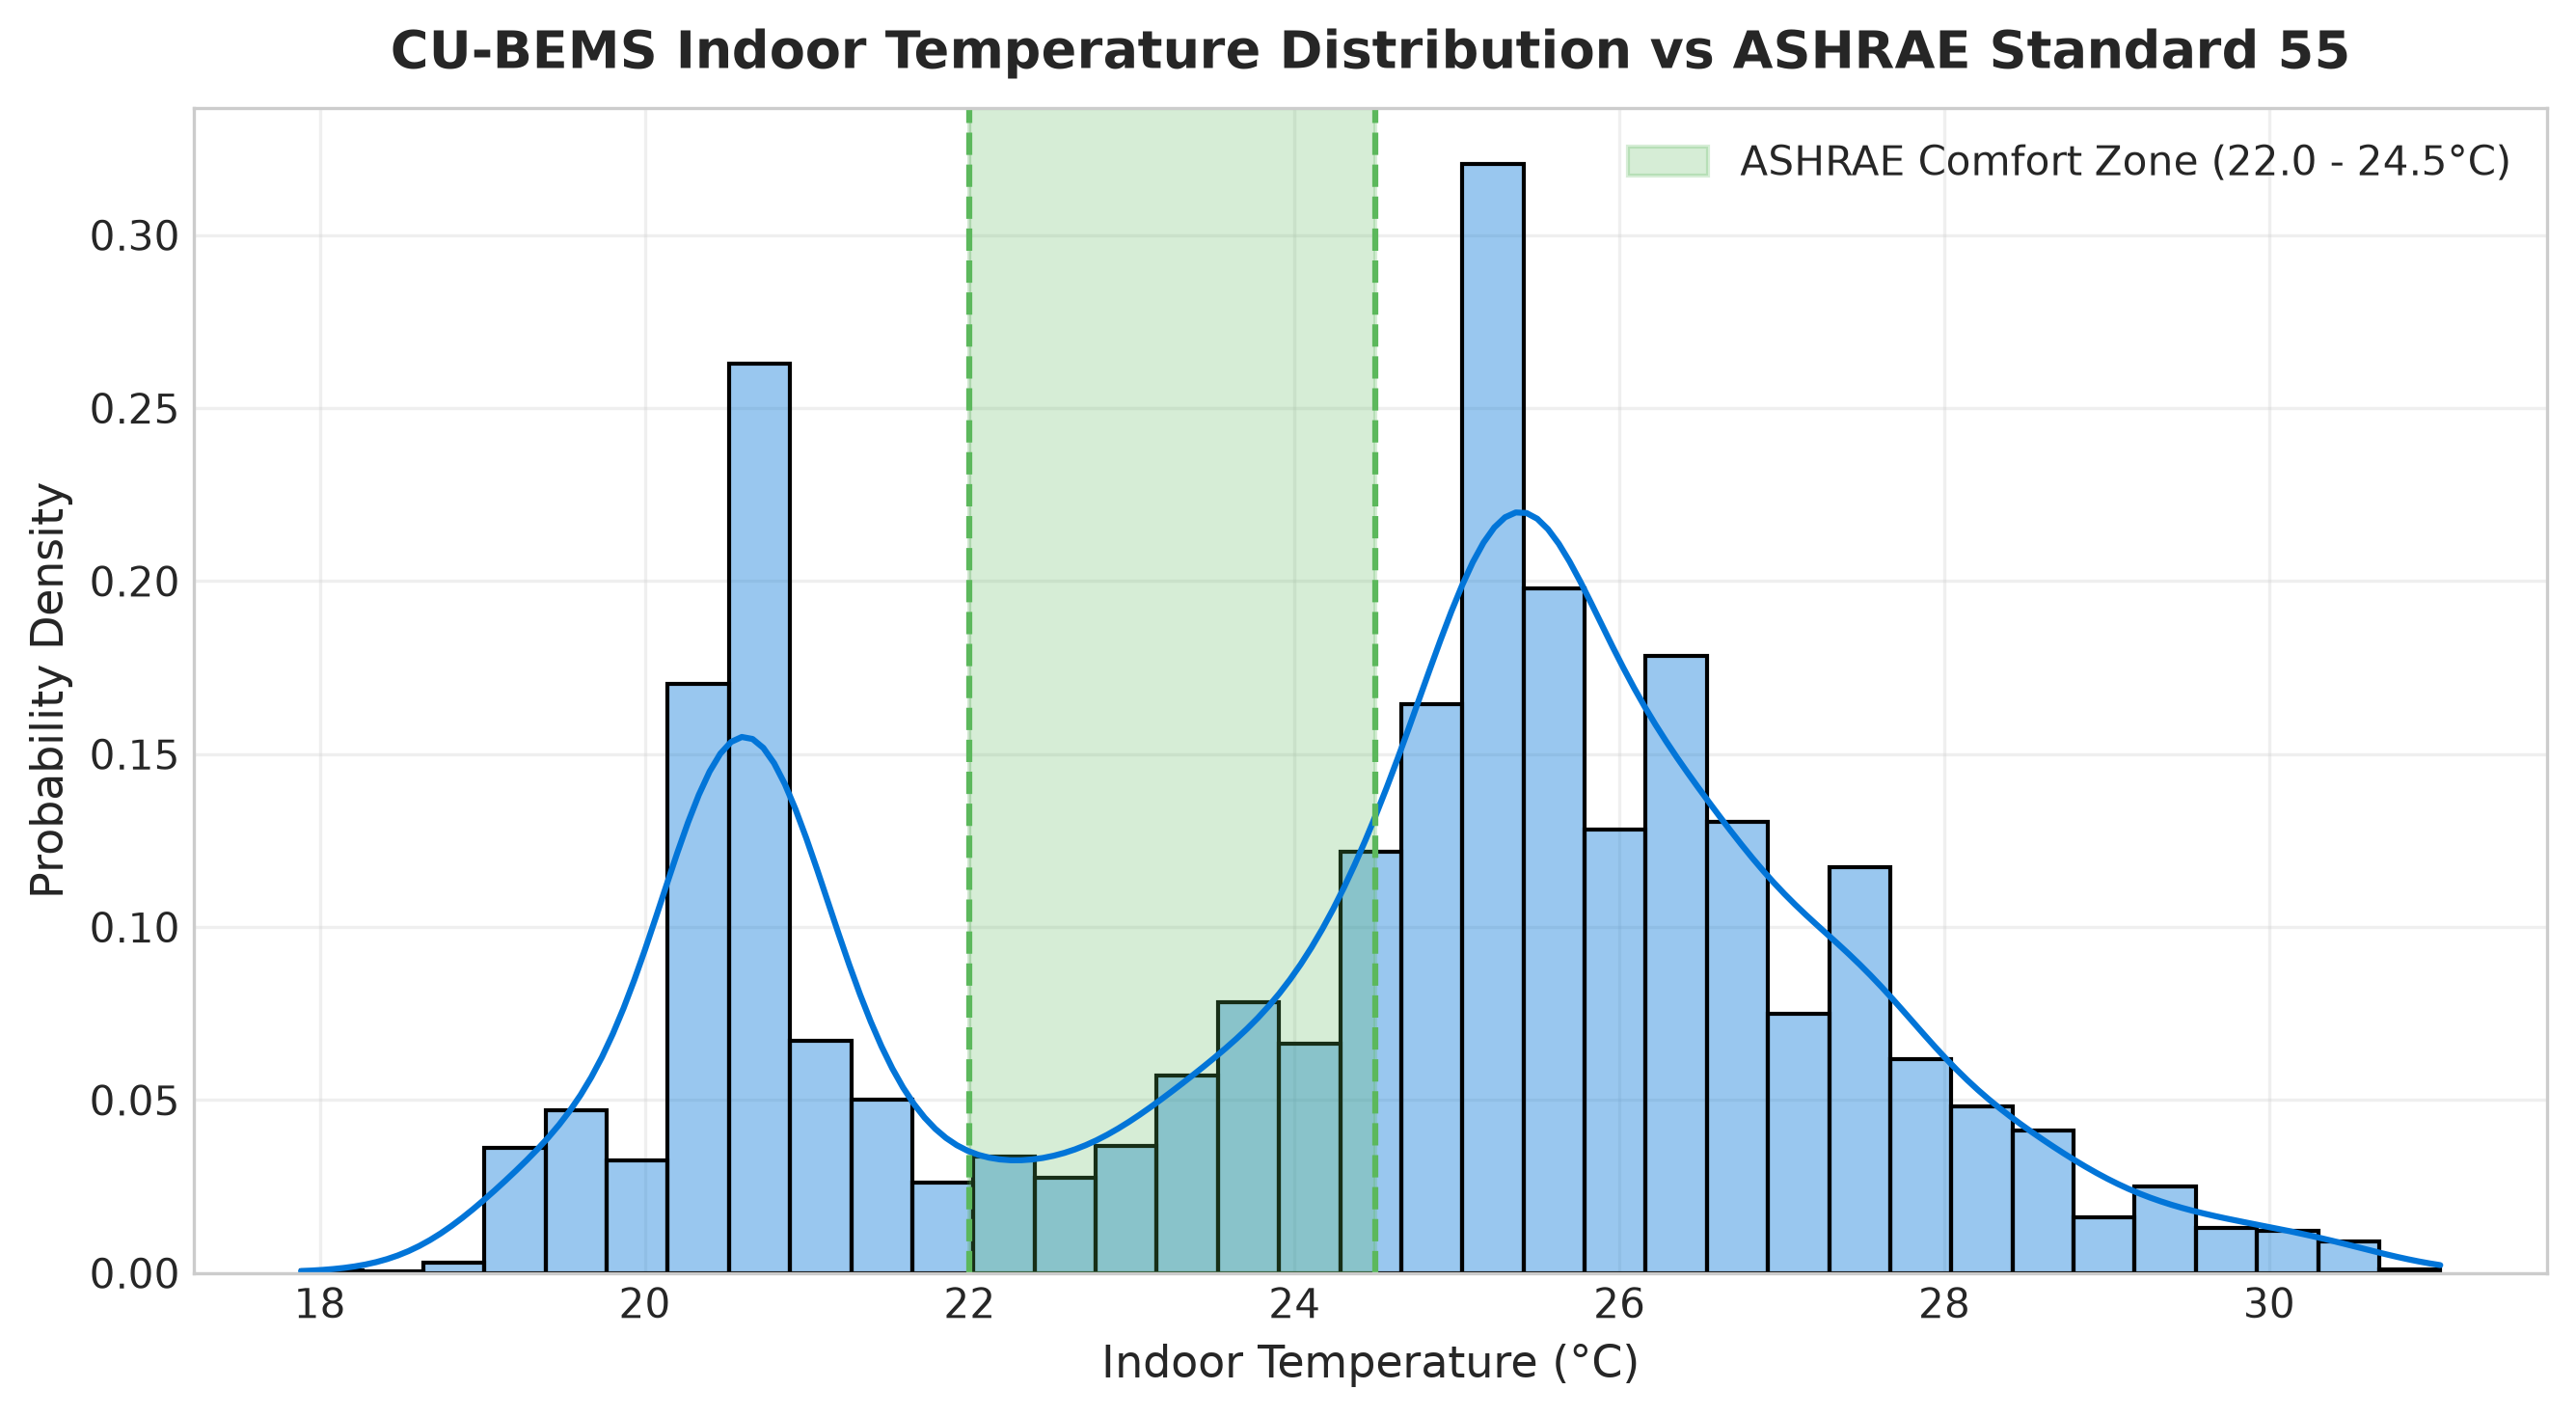 CU-BEMS Indoor Temperature Distribution vs ASHRAE Standard 55
ASHRAE Comfort Zone (22.0 - 24.5°C)
Probability Density
0.30
0.25
0.20
0.15
0.10
0.05
0.00
18 20 22 24 26 28 30
Indoor Temperature (°C)